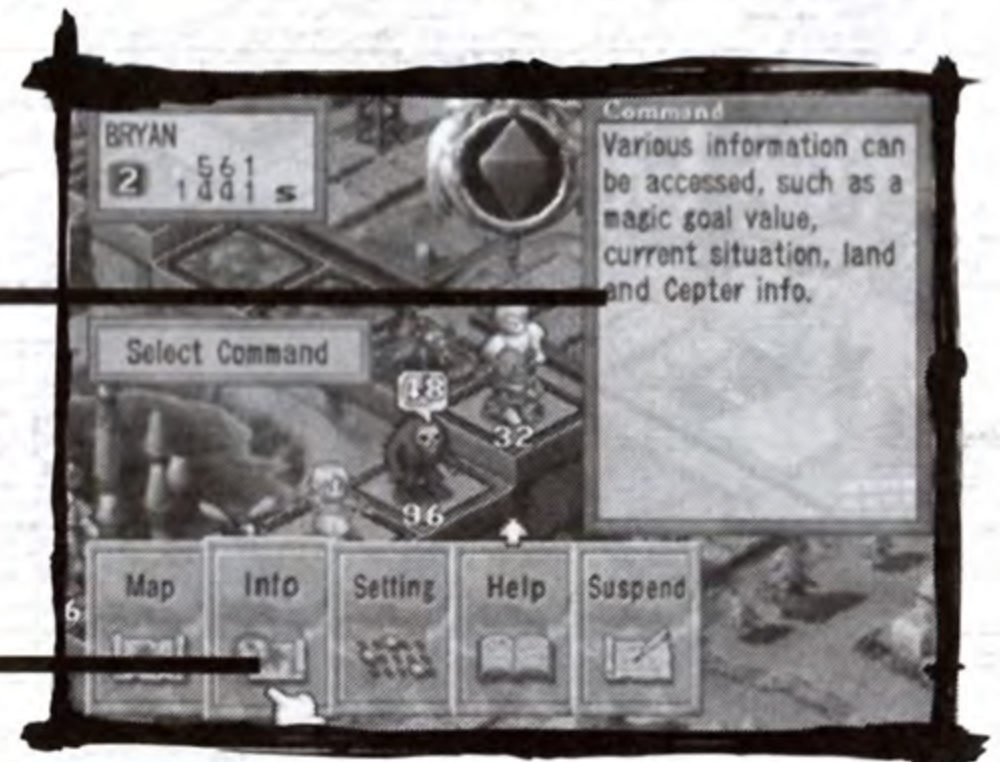 BRYAN
561
2 1441 s
Command
Various information can
be accessed, such as a
magic goal value,
current situation, land
and Cepter info.
Select Command
18
32
96
Map Info Setting Help Suspend
6